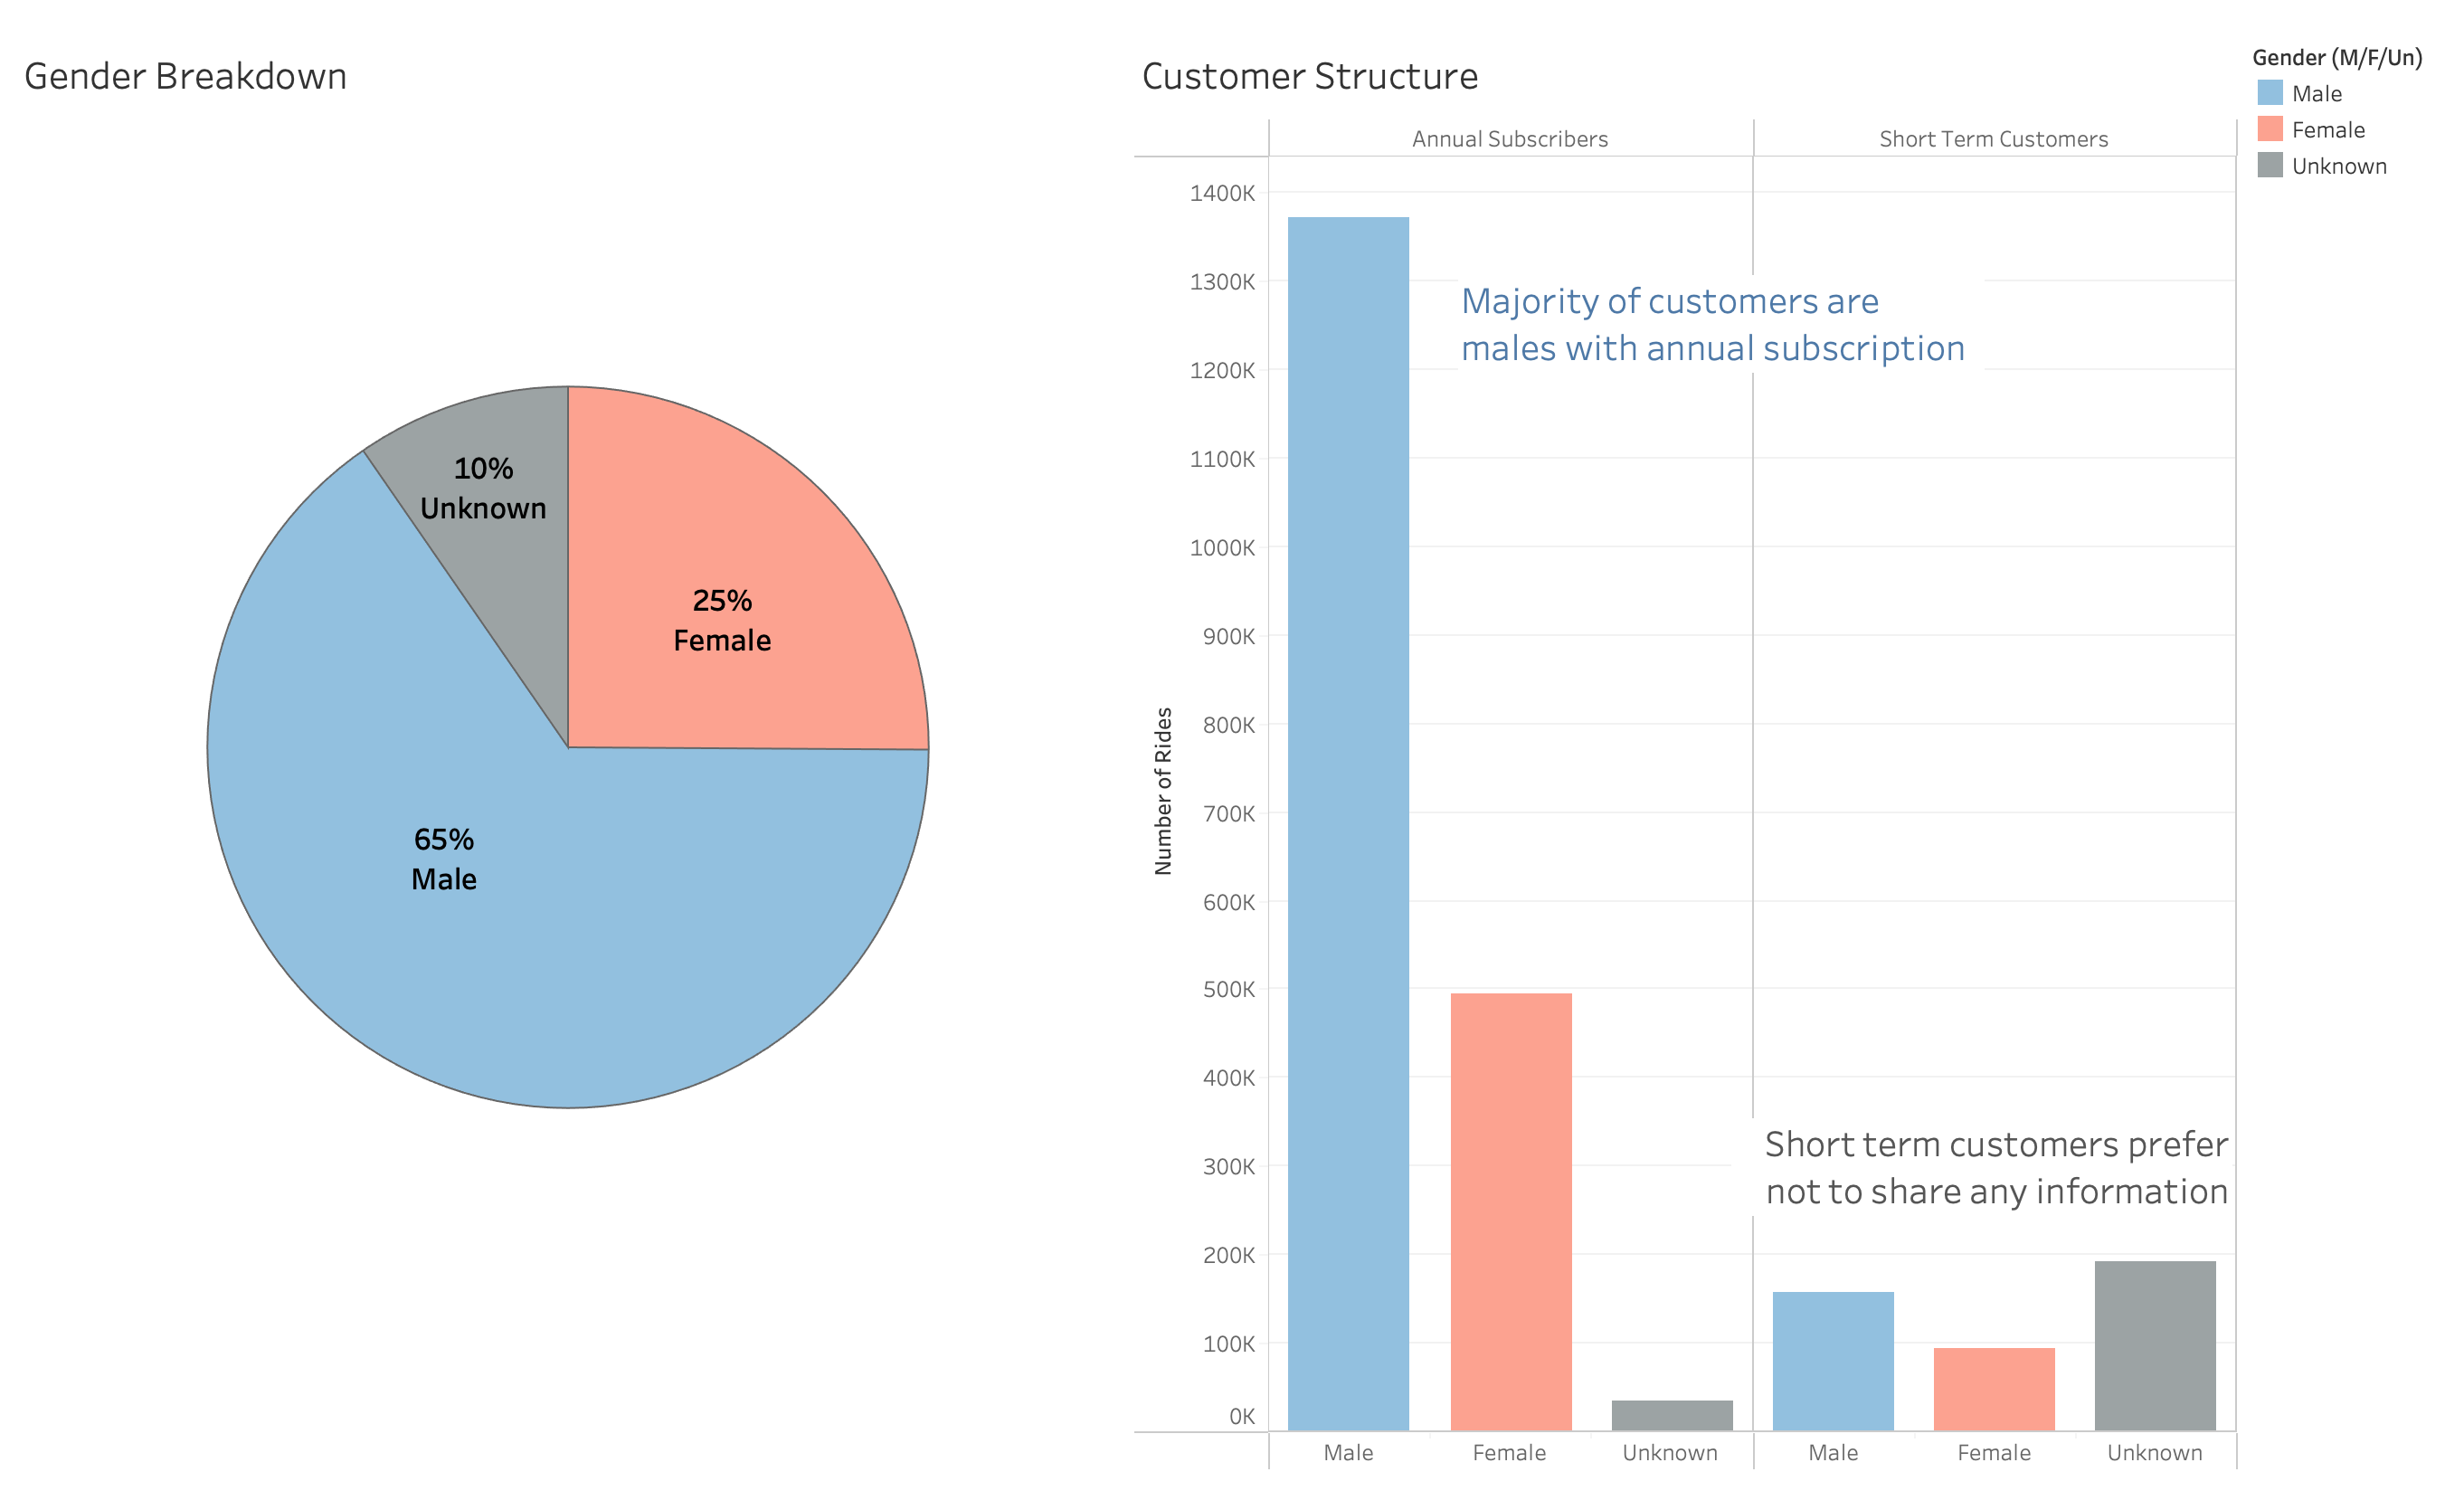 Gender Breakdown
10%
Unknown
25%
Female
65%
Male
Customer Structure
Annual Subscribers
Short Term Customers
1400K
1300K
1200K
1100K
1000K
900K
800K
700K
600K
500K
400K
300K
200K
100K
0K
Number of Rides
Majority of customers are
males with annual subscription
Short term customers prefer
not to share any information
Male
Female
Unknown
Male
Female
Unknown
Gender (M/F/Un)
Male
Female
Unknown